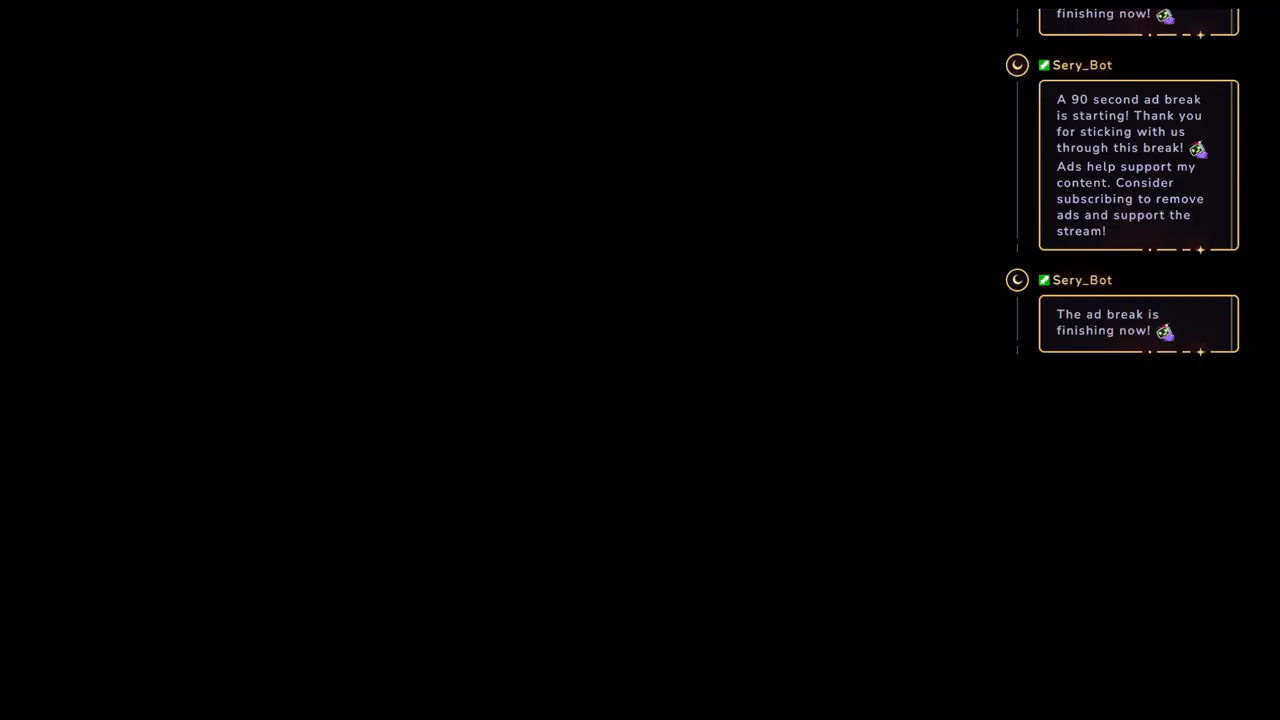 finishing now!
Sery_Bot
A 90 second ad break
is starting! Thank you
for sticking with us
through this break!
Ads help support my
content. Consider
subscribing to remove
ads and support the
stream!
Sery_Bot
The ad break is
finishing now!